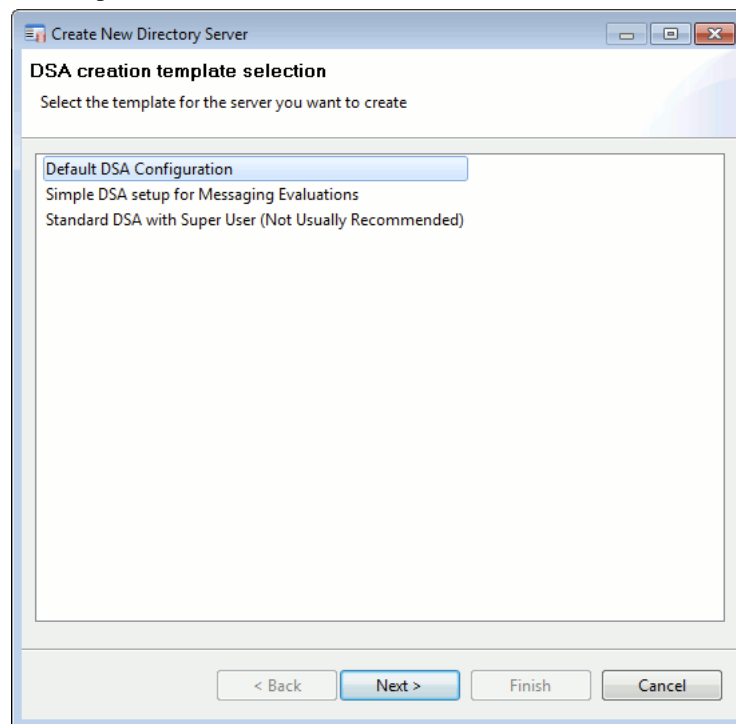 Create New Directory Server
DSA creation template selection
Select the template for the server you want to create
Default DSA Configuration
Simple DSA setup for Messaging Evaluations
Standard DSA with Super User (Not Usually Recommended)
< Back Next > Finish Cancel